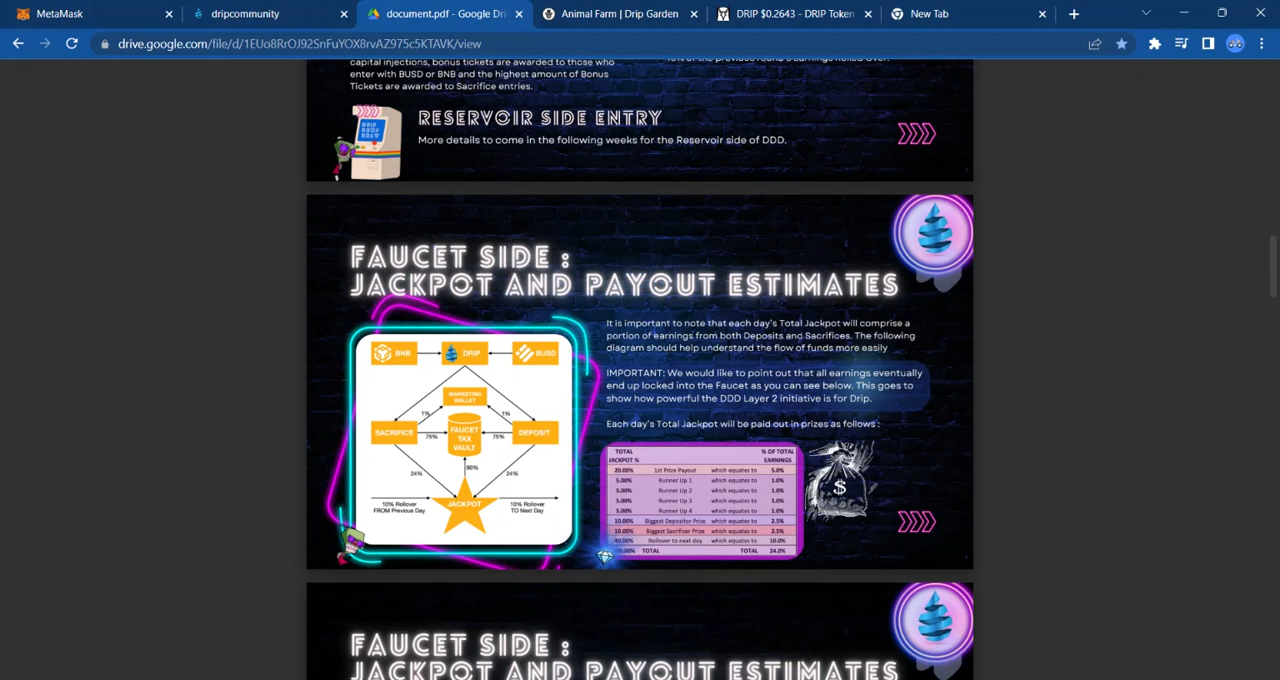 MetaMask
dripcommunity
document.pdf - Google Dri
Animal Farm | Drip Garden
DRIP $0.2643 - DRIP Token
New Tab
drive.google.com/file/d/1EUo8RrOJ92SnFuYOX8rvAZ975c5KTAVK/view
capital injections, bonus tickets are awarded to those who
enter with BUSD or BNB and the highest amount of Bonus
Tickets are awarded to Sacrifice entries.
RESERVOIR SIDE ENTRY
More details to come in the following weeks for the Reservoir side of DDD.
FAUCET SIDE :
JACKPOT AND PAYOUT ESTIMATES
It is important to note that each day's Total Jackpot will comprise a
portion of earnings from both Deposits and Sacrifices. The following
diagram should help understand the flow of funds more easily
IMPORTANT: We would like to point out that all earnings eventually
end up locked into the Faucet as you can see below. This goes to
show how powerful the DDD Layer 2 initiative is for Drip.
Each day's Total Jackpot will be paid out in prizes as follows :
BNB DRIP BUSD
MARKETING
WALLET
1% 1%
SACRIFICE 75% FAUCET
TAX
VAULT 75% DEPOSIT
24% 90% 24%
10% Rollover
FROM Previous Day
JACKPOT
10% Rollover
TO Next Day
TOTAL % OF TOTAL
JACKPOT % EARNINGS
20.00% 1st Prize Payout which equates to 5.0%
5.00% Runner Up 1 which equates to 1.0%
5.00% Runner Up 2 which equates to 1.0%
5.00% Runner Up 3 which equates to 1.0%
5.00% Runner Up 4 which equates to 1.0%
10.00% Biggest Depositor Prize which equates to 2.5%
10.00% Biggest Sacrificer Prize which equates to 2.5%
Rollover to next day which equates to 10.0%
TOTAL TOTAL 24.0%
$
FAUCET SIDE :
JACKPOT AND PAYOUT ESTIMATES